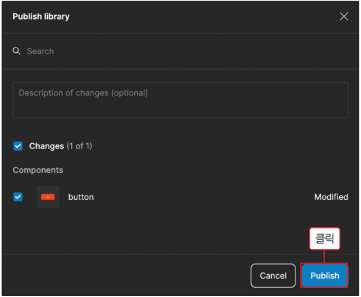 Publish library
Search
Description of changes (optional)
Changes (1 of 1)
Components
button
Modified
클릭
Cancel
Publish